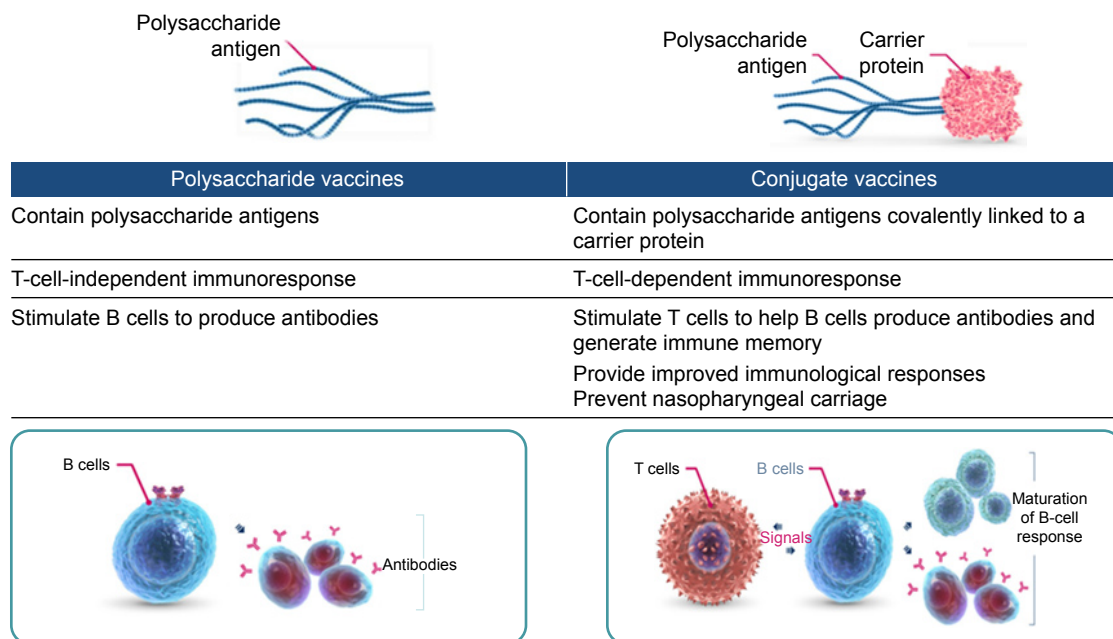 Polysaccharide
antigen
Polysaccharide
antigen
Carrier
protein
Polysaccharide vaccines
Conjugate vaccines
Contain polysaccharide antigens
Contain polysaccharide antigens covalently linked to a
carrier protein
T-cell-independent immunoresponse
T-cell-dependent immunoresponse
Stimulate B cells to produce antibodies
Stimulate T cells to help B cells produce antibodies and
generate immune memory
Provide improved immunological responses
Prevent nasopharyngeal carriage
B cells
Antibodies
T cells
B cells
Signals
Maturation
of B-cell
response